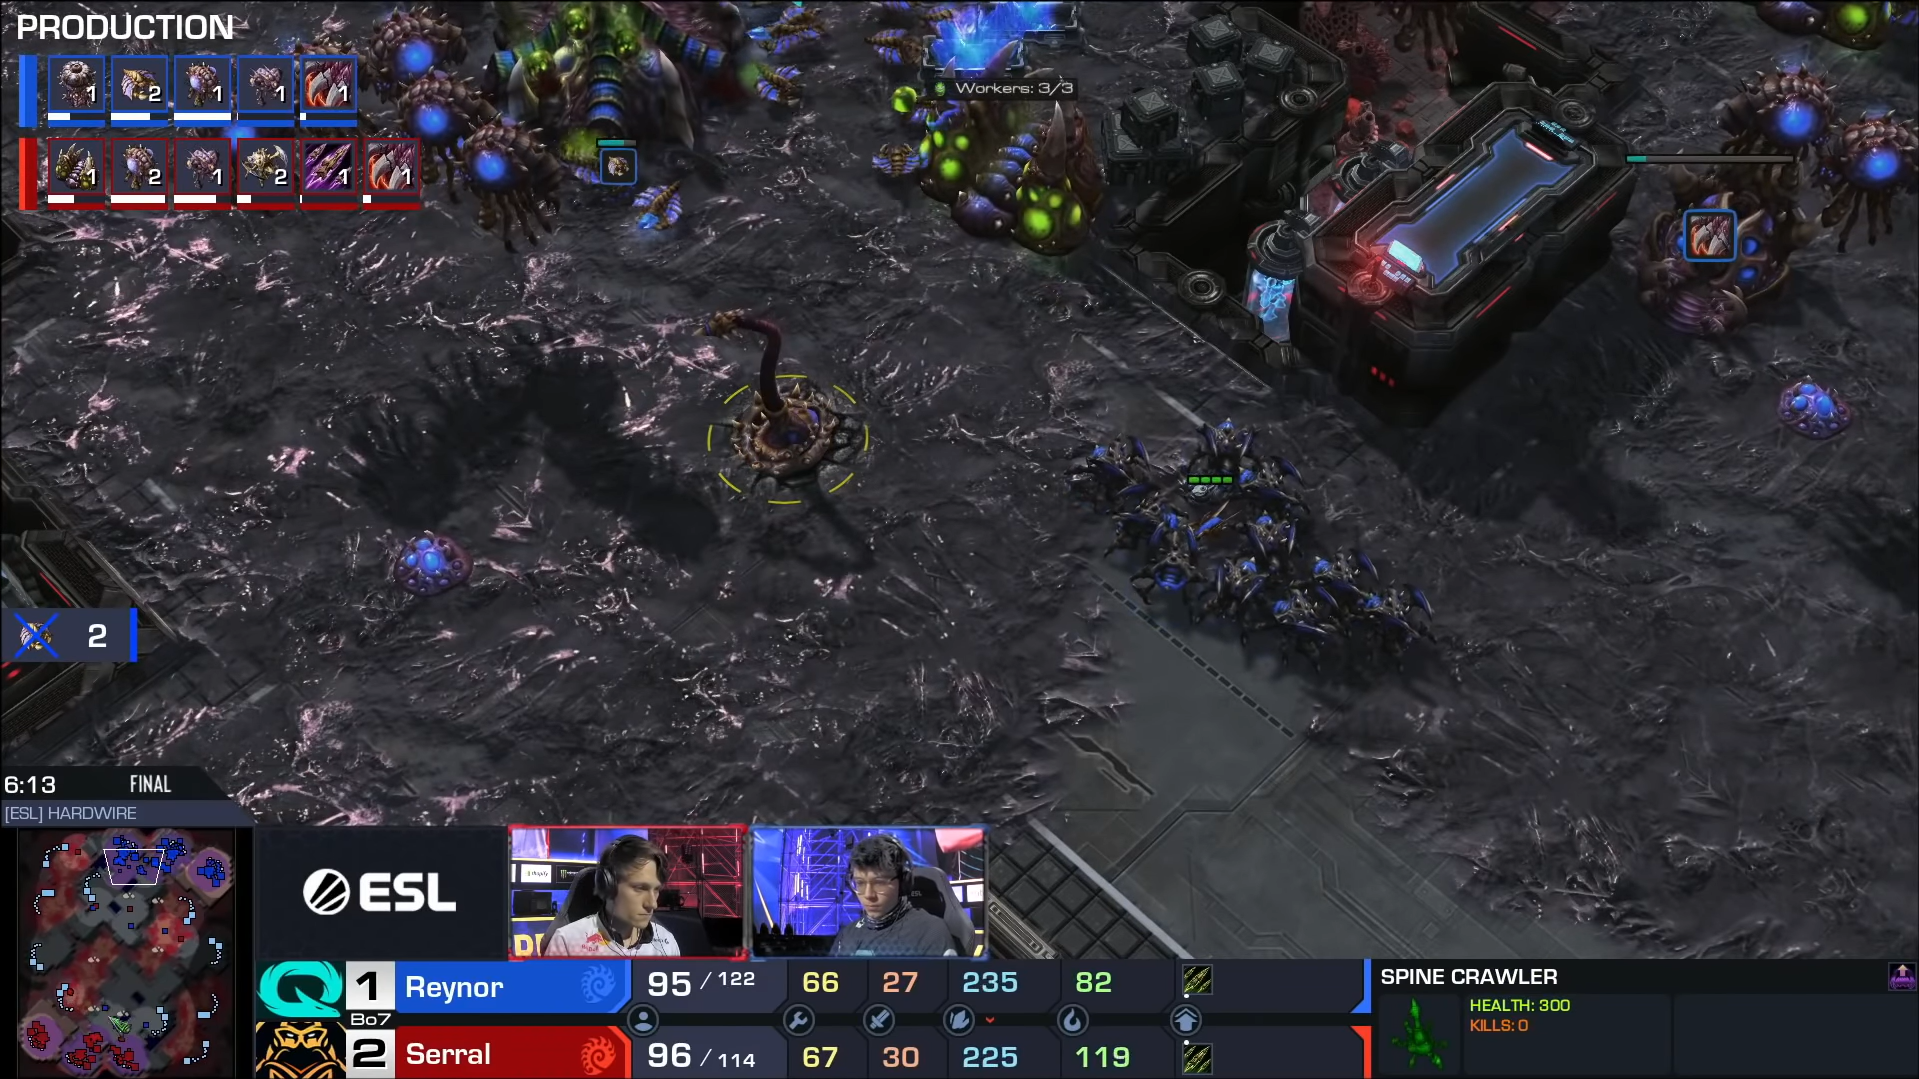 PRODUCTION
1 2 1 1 1
1 2 1 2 1 1
Workers: 3/3
2
6:13 FINAL
[ESL] HARDWIRE
ESL
1 Reynor 95 / 122 66 27 235 82
Bo7
2 Serral 96 / 114 67 30 225 119
SPINE CRAWLER
HEALTH: 300
KILLS: 0